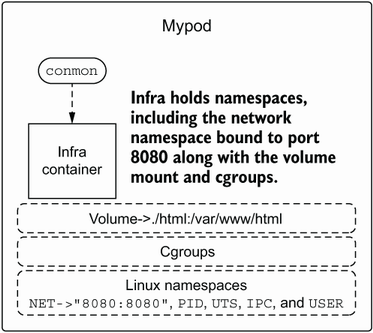 Mypod
conmon
Infra
container
Infra holds namespaces,
including the network
namespace bound to port
8080 along with the volume
mount and cgroups.
Volume->./html:/var/www/html
Cgroups
Linux namespaces
NET->"8080:8080", PID, UTS, IPC, and USER